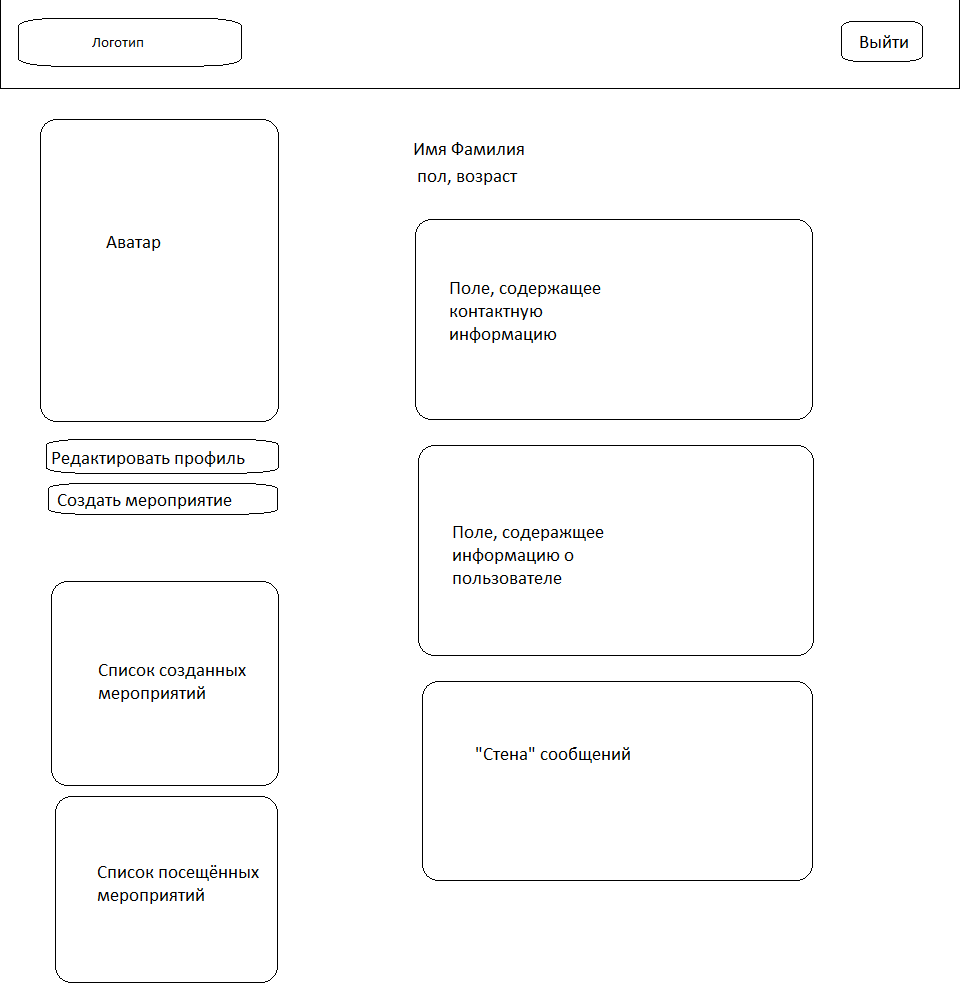 Логотип
Выйти
Аватар
Редактировать профиль
Создать мероприятие
Список созданных
мероприятий
Список посещённых
мероприятий
Имя Фамилия
пол, возраст
Поле, содержащее
контактную
информацию
Поле, содеражщее
информацию о
пользователе
"Стена" сообщений